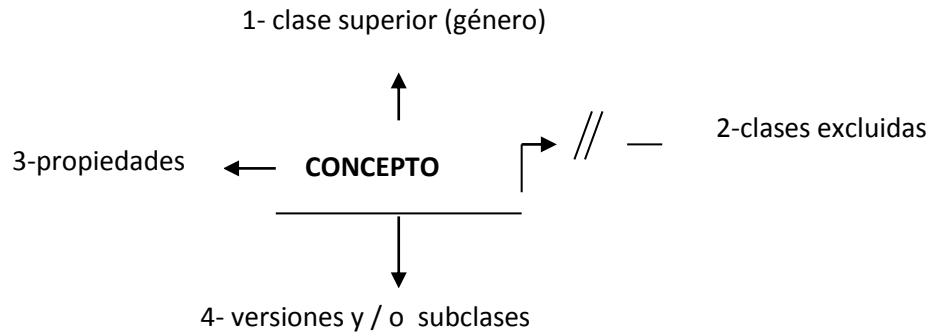 1- clase superior (género)
2-clases excluidas
3-propiedades
CONCEPTO
4- versiones y / o subclases